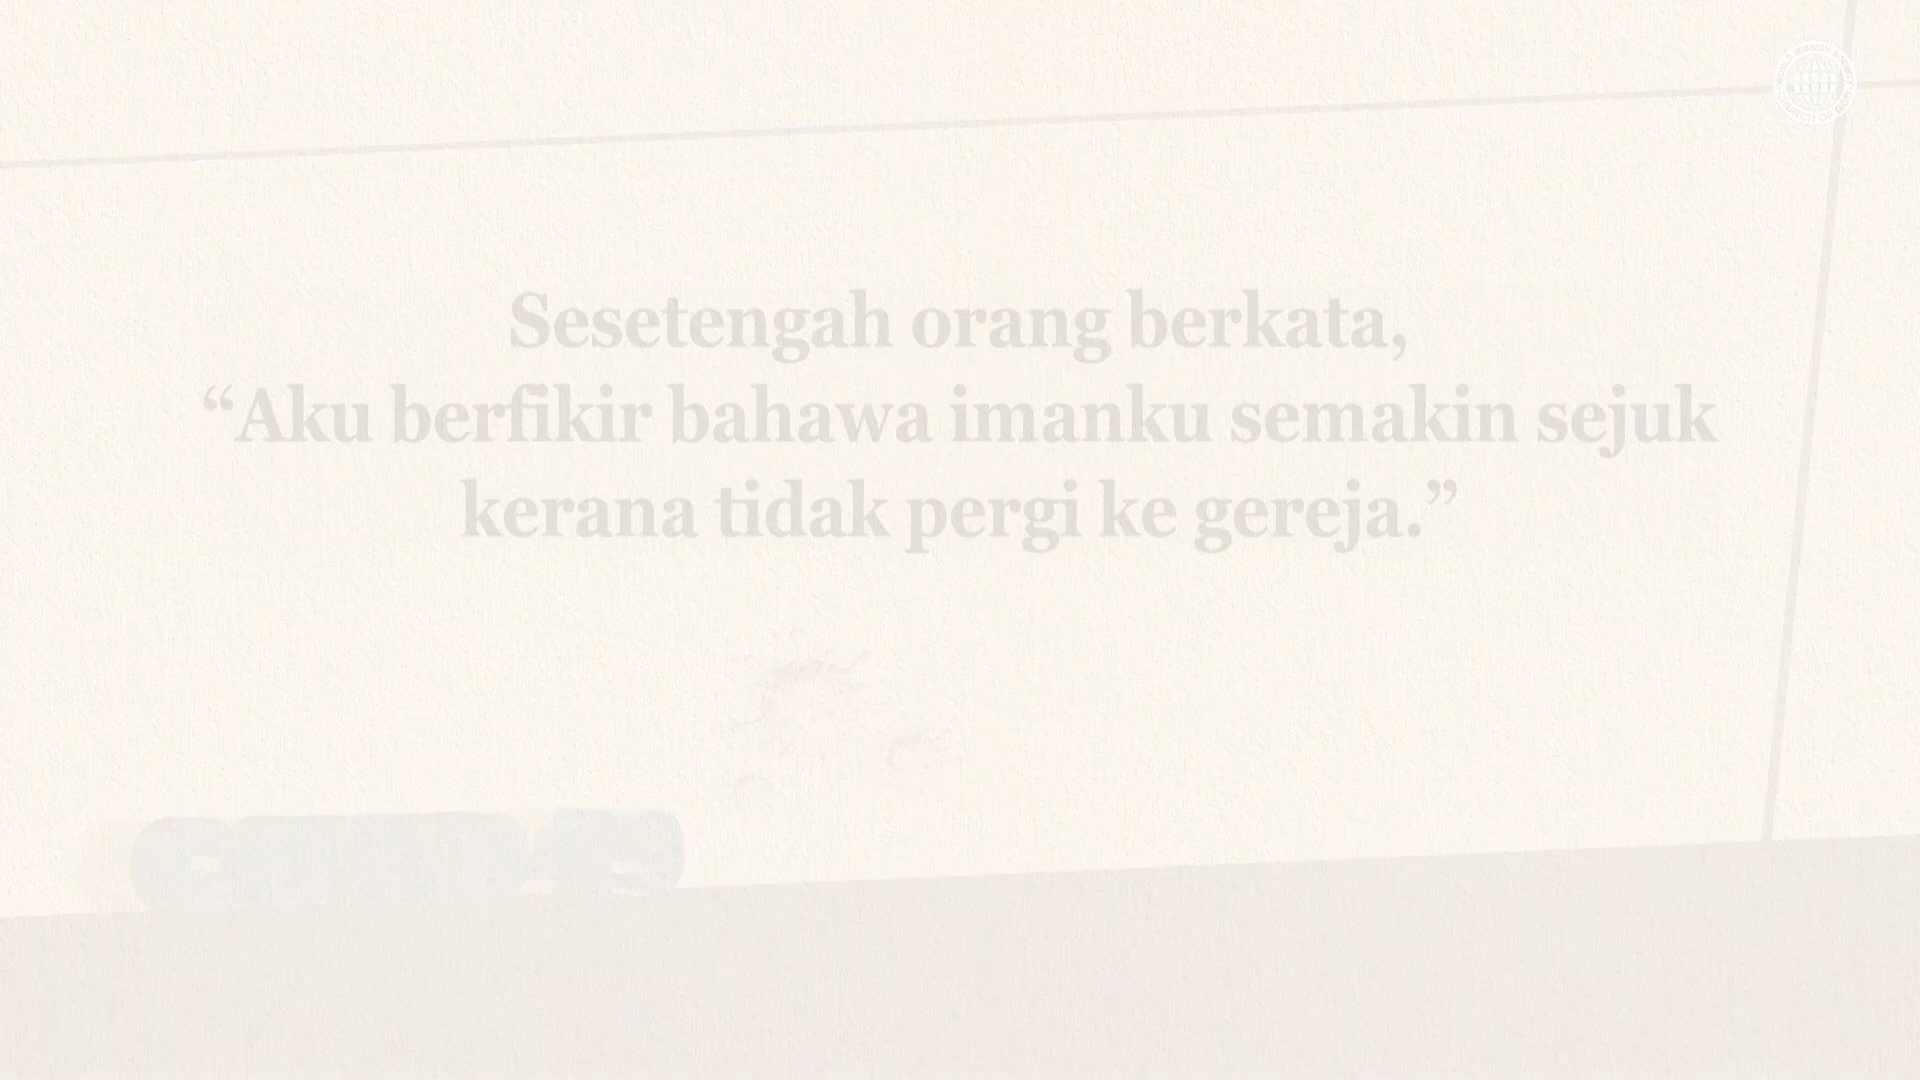 Sesetengah orang berkata,
“Aku berfikir bahawa imanku semakin sejuk
kerana tidak pergi ke gereja.”